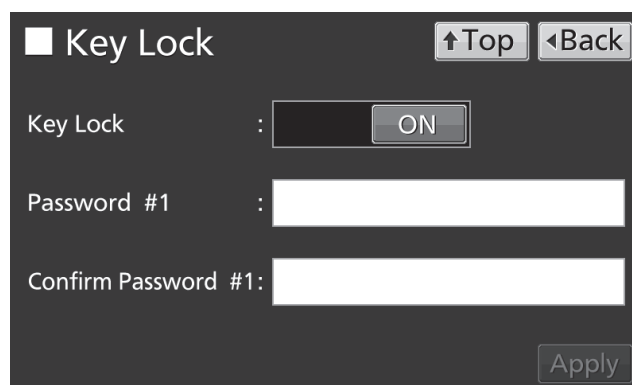 Key Lock
↑Top
◂Back
Key Lock :
ON
Password #1 :
Confirm Password #1:
Apply